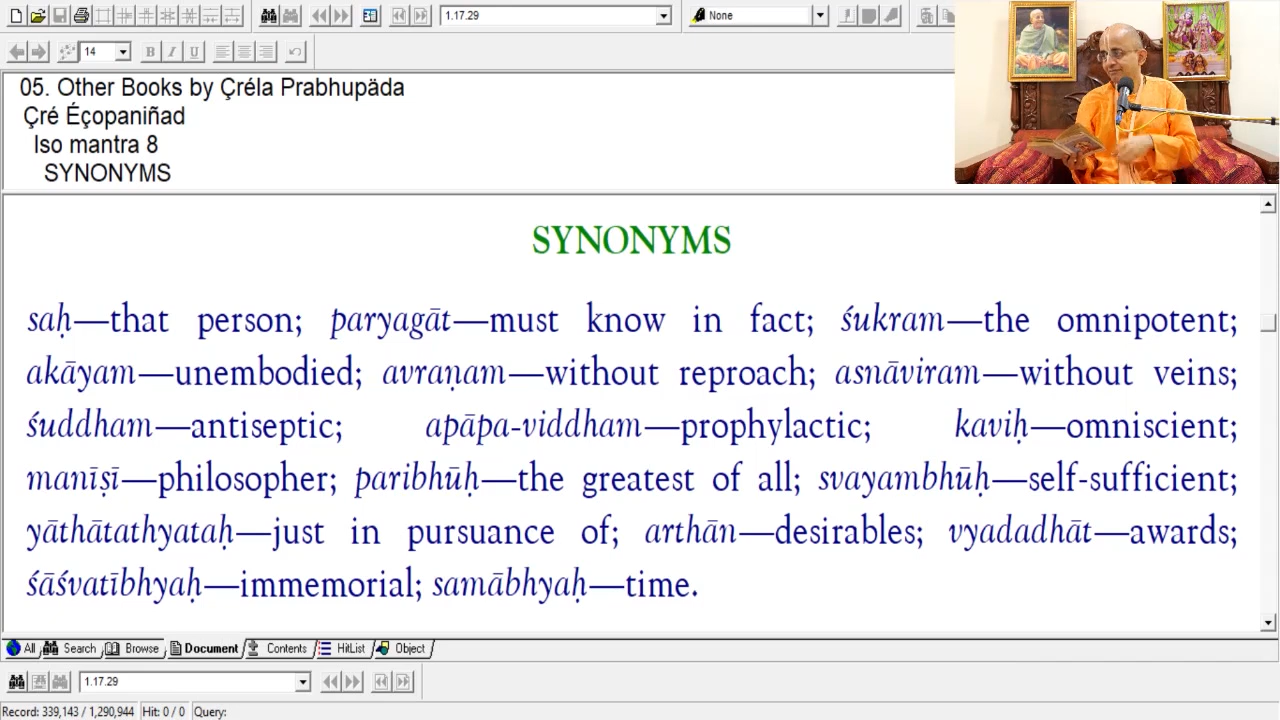 1.17.29
None
14
B I U
05. Other Books by Çréla Prabhupäda
Çré Éçopaniñad
Iso mantra 8
SYNONYMS
SYNONYMS
saḥ—that person; paryagāt—must know in fact; śukram—the omnipotent;
akāyam—unembodied; avraṇam—without reproach; asnāviram—without veins;
śuddham—antiseptic; apāpa-viddham—prophylactic; kaviḥ—omniscient;
manīṣī—philosopher; paribhūḥ—the greatest of all; svayambhūḥ—self-sufficient;
yāthātathyataḥ—just in pursuance of; arthān—desirables; vyadadhāt—awards;
śāśvatībhyaḥ—immemorial; samābhyaḥ—time.
All Search Browse Document Contents HitList Object
1.17.29
Record: 339,143 / 1,290,944 Hit: 0 / 0 Query: